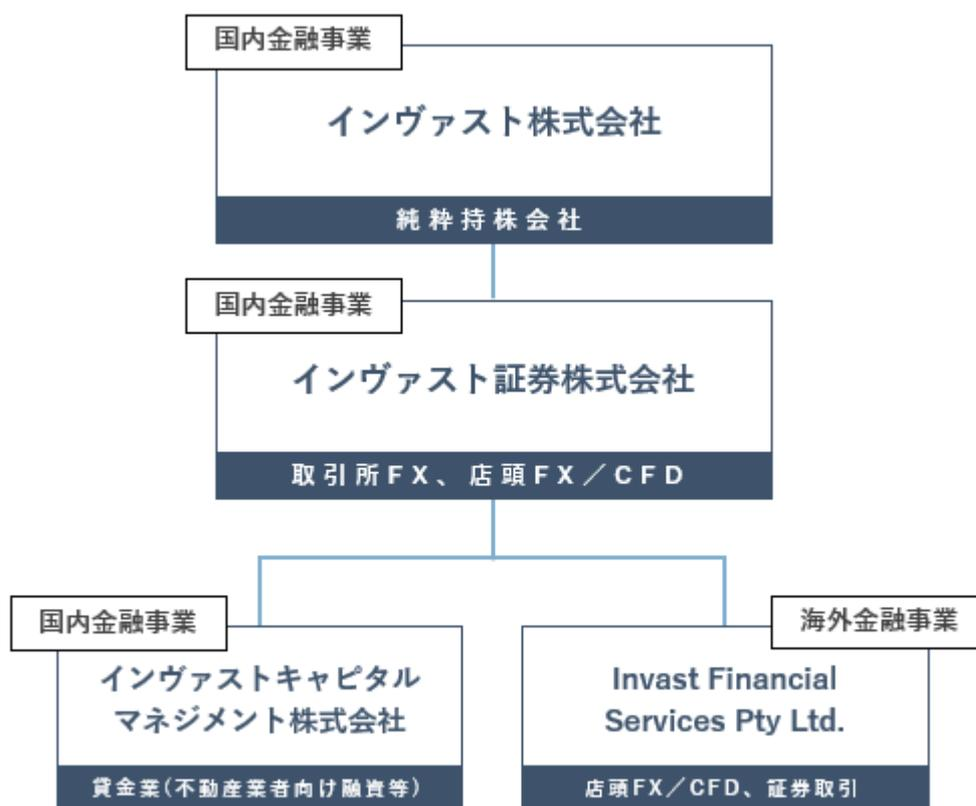 国内金融事業
インヴァスト株式会社
純粋持株会社
国内金融事業
インヴァスト証券株式会社
取引所FX、店頭FX／CFD
国内金融事業
インヴァストキャピタル
マネジメント株式会社
貸金業(不動産業者向け融資等)
海外金融事業
Invast Financial
Services Pty Ltd.
店頭FX／CFD、証券取引